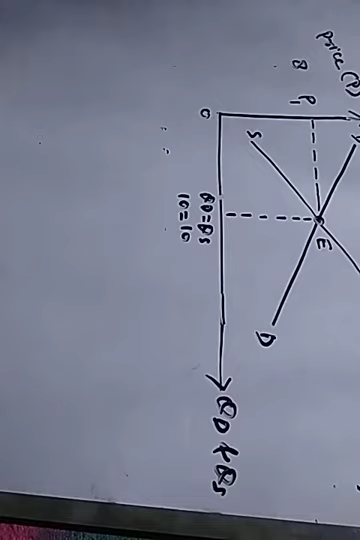 Price (P)
D
8 P1
S
E
D
O
QD=QS
10=10
QD & QS